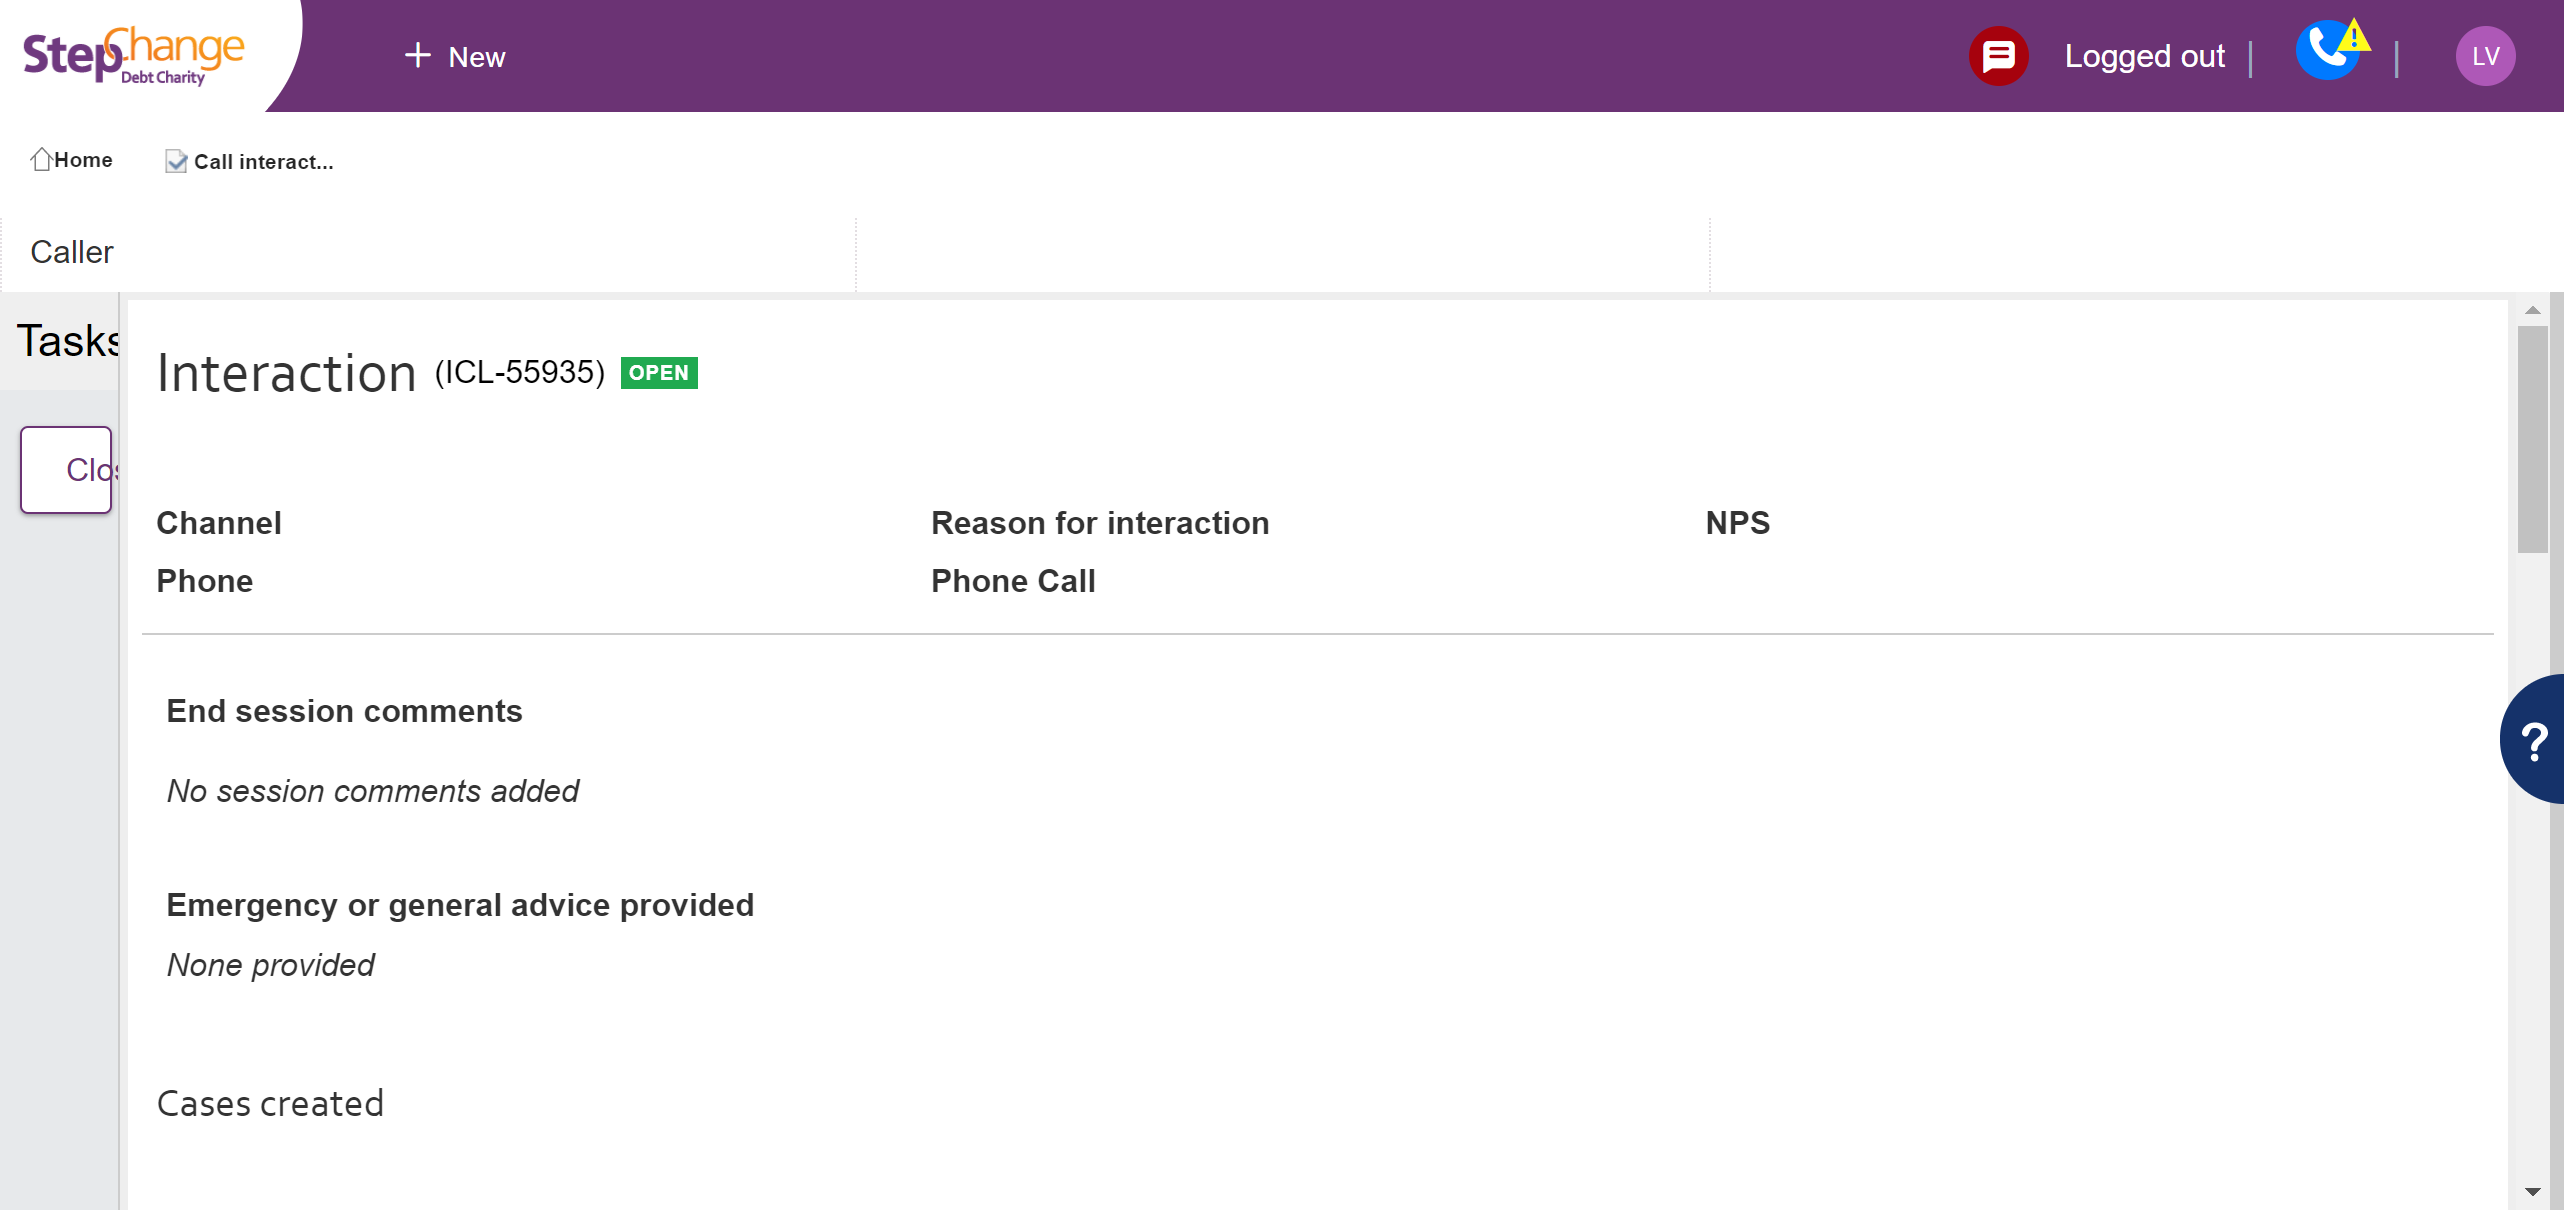 StepChange
Debt Charity
+ New
Logged out
LV
Home
Call interact...
Caller
Tasks
Interaction (ICL-55935) OPEN
Clos
Channel
Reason for interaction
NPS
Phone
Phone Call
End session comments
No session comments added
?
Emergency or general advice provided
None provided
Cases created